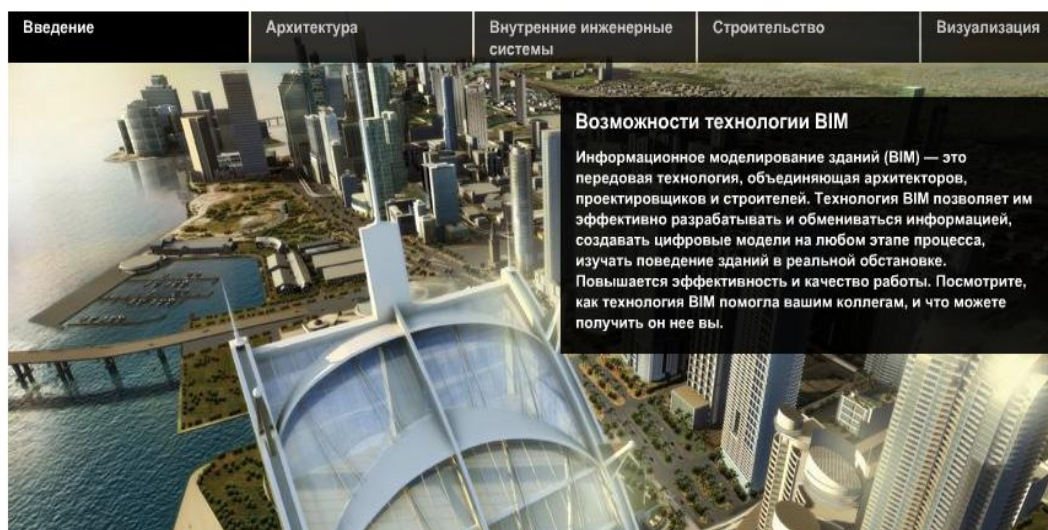 Введение
Архитектура
Внутренние инженерные
системы
Строительство
Визуализация
Возможности технологии BIM
Информационное моделирование зданий (BIM) — это
передовая технология, объединяющая архитекторов,
проектировщиков и строителей. Технология BIM позволяет им
эффективно разрабатывать и обмениваться информацией,
создавать цифровые модели на любом этапе процесса,
изучать поведение зданий в реальной обстановке.
Повышается эффективность и качество работы. Посмотрите,
как технология BIM помогла вашим коллегам, и что можете
получить он нее вы.